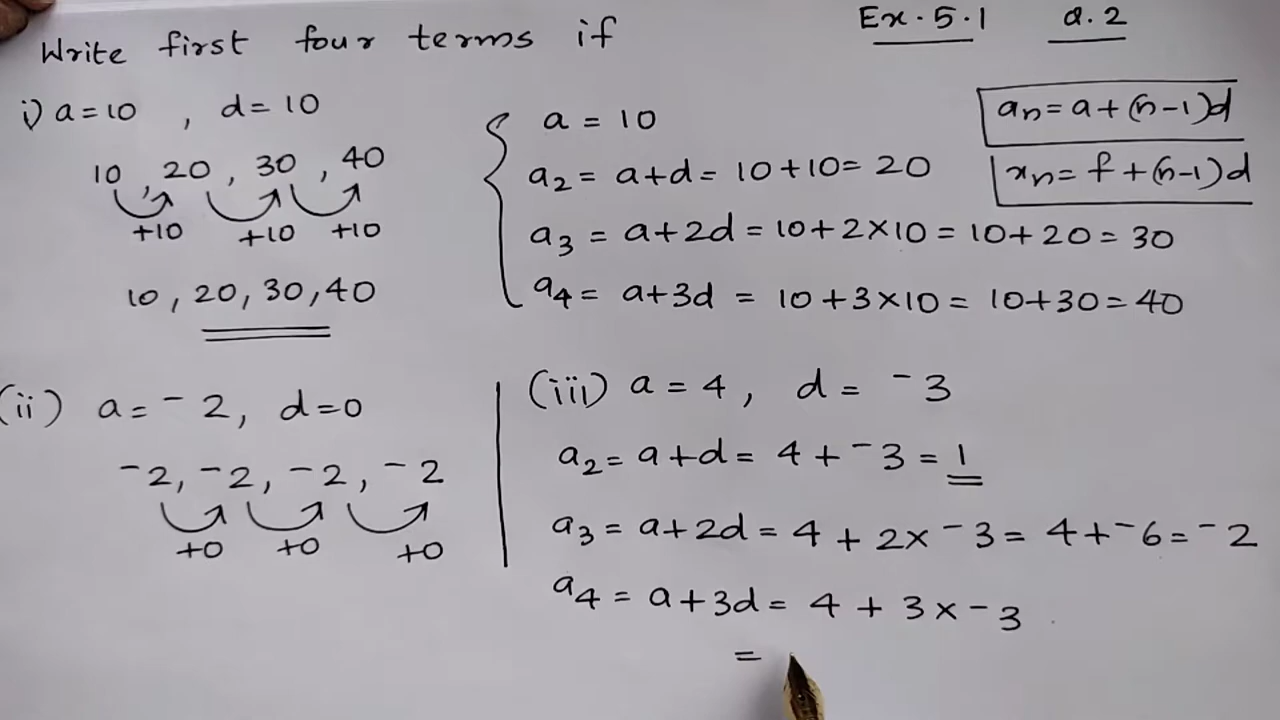 Write first four terms if
Ex.5.1 Q.2
i) a=10 , d=10
10, 20, 30, 40
+10 +10 +10
10, 20, 30, 40
a = 10
a2 = a+d = 10+10= 20
a3 = a+2d = 10+2×10 = 10+20 = 30
a4 = a+3d = 10+3×10 = 10+30 = 40
an = a+(n-1)d
xn = f+(n-1)d
(ii) a= -2, d=0
-2, -2, -2, -2
+0 +0 +0
(iii) a = 4, d = -3
a2 = a+d = 4 + -3 = 1
a3 = a+2d = 4 + 2× -3 = 4+ -6 = -2
a4 = a+3d = 4 + 3 × -3
=